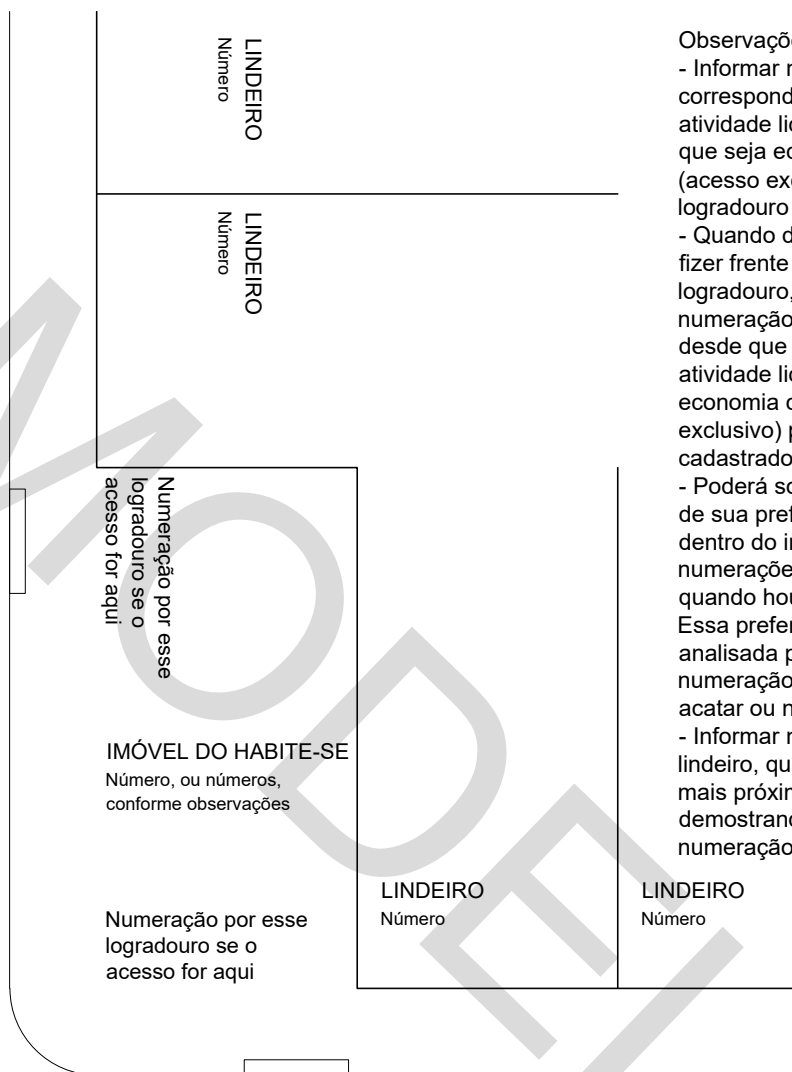 LINDEIRO
Número
LINDEIRO
Número
Numeração por esse
logradouro se o
acesso for aqui
IMÓVEL DO HABITE-SE
Número, ou números,
conforme observações
Numeração por esse
logradouro se o
acesso for aqui
LINDEIRO
Número
LINDEIRO
Número
Observaçõe
- Informar n
correspond
atividade lic
que seja ec
(acesso exc
logradouro
- Quando d
fizer frente
logradouro,
numeração
desde que
atividade lic
economia c
exclusivo) p
cadastrado
- Poderá so
de sua pref
dentro do in
numeraçõe
quando hou
Essa prefer
analisada p
numeração
acatar ou n
- Informar n
lindeiro, qu
mais próxin
demostrand
numeração
MODEL